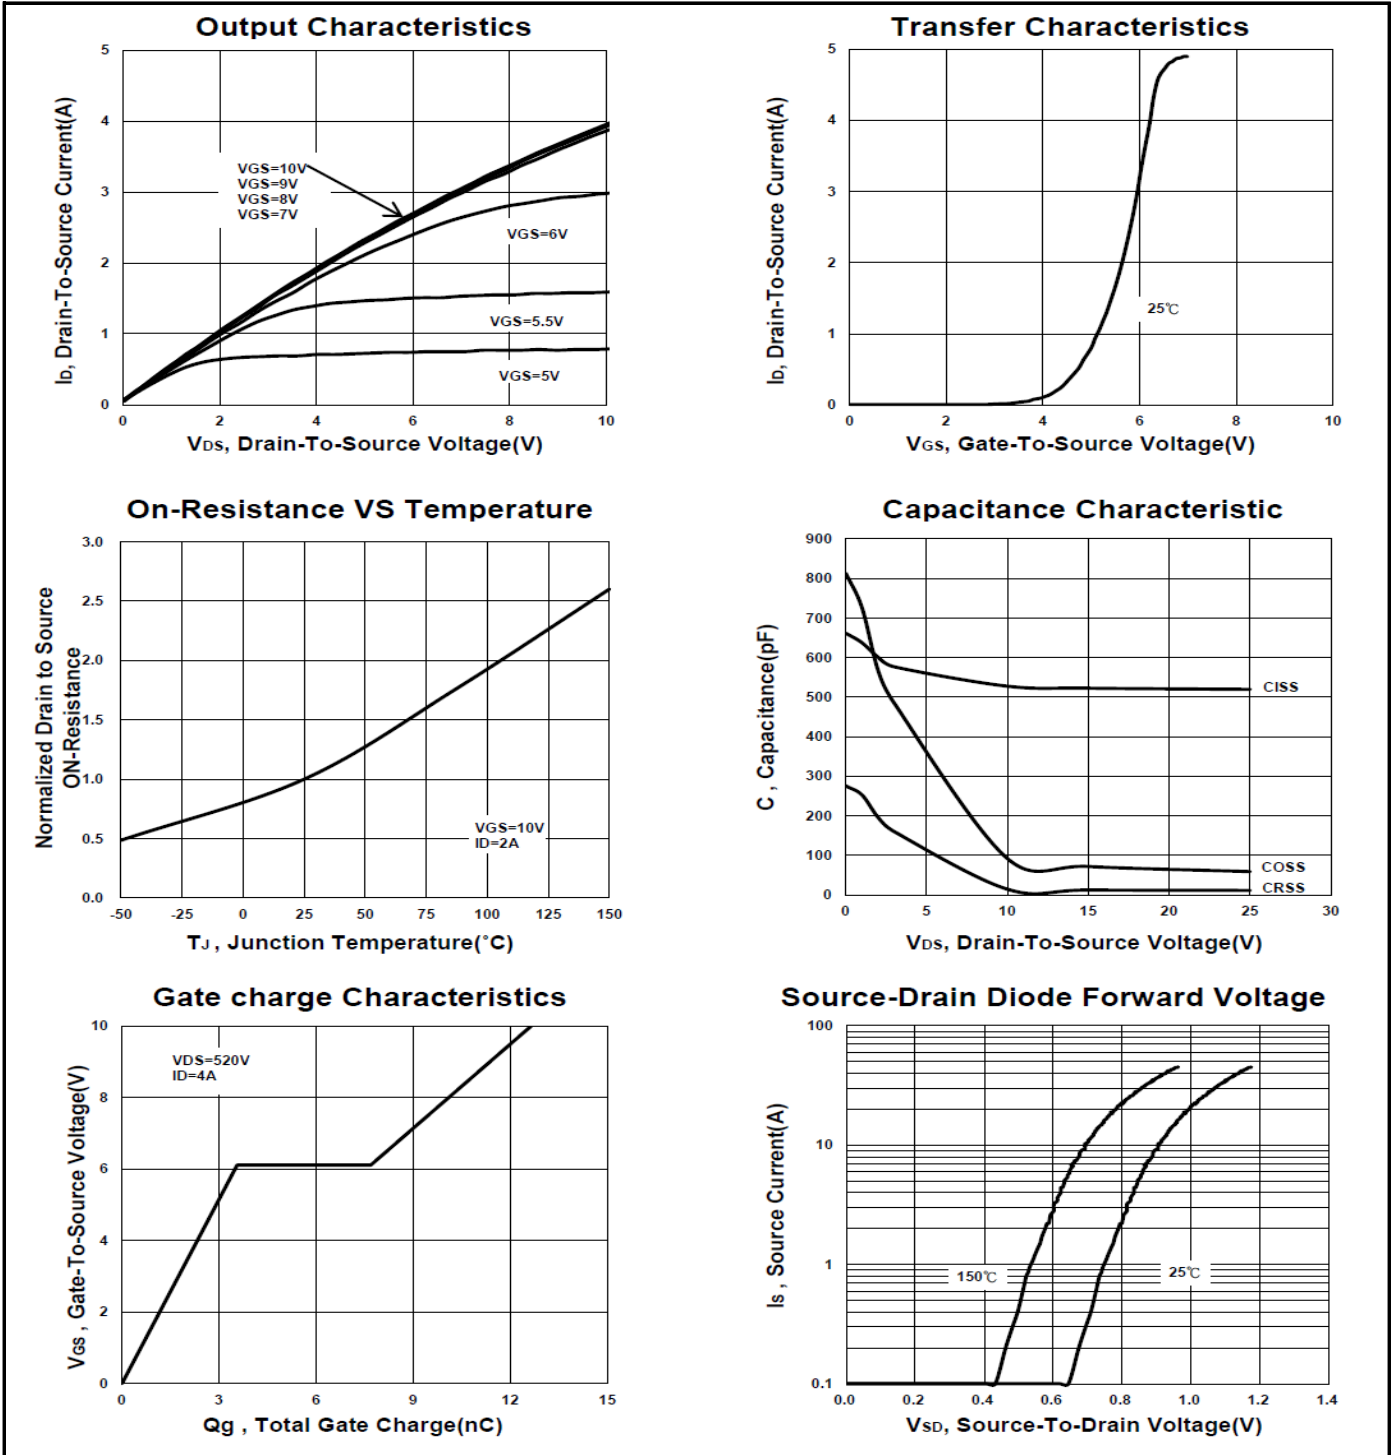 Output Characteristics
ID, Drain-To-Source Current(A)
5
4
3
2
1
0
VGS=10V
VGS=9V
VGS=8V
VGS=7V
VGS=6V
VGS=5.5V
VGS=5V
0 2 4 6 8 10
VDS, Drain-To-Source Voltage(V)
Transfer Characteristics
ID, Drain-To-Source Current(A)
5
4
3
2
1
0
25℃
0 2 4 6 8 10
VGS, Gate-To-Source Voltage(V)
On-Resistance VS Temperature
Normalized Drain to Source
ON-Resistance
3.0
2.5
2.0
1.5
1.0
0.5
0.0
VGS=10V
ID=2A
-50 -25 0 25 50 75 100 125 150
TJ , Junction Temperature(°C)
Capacitance Characteristic
C , Capacitance(pF)
900
800
700
600
500
400
300
200
100
0
CISS
COSS
CRSS
0 5 10 15 20 25 30
VDS, Drain-To-Source Voltage(V)
Gate charge Characteristics
VGS , Gate-To-Source Voltage(V)
10
8
6
4
2
0
VDS=520V
ID=4A
0 3 6 9 12 15
Qg , Total Gate Charge(nC)
Source-Drain Diode Forward Voltage
IS , Source Current(A)
100
10
1
0.1
150℃
25℃
0.0 0.2 0.4 0.6 0.8 1.0 1.2 1.4
VSD, Source-To-Drain Voltage(V)